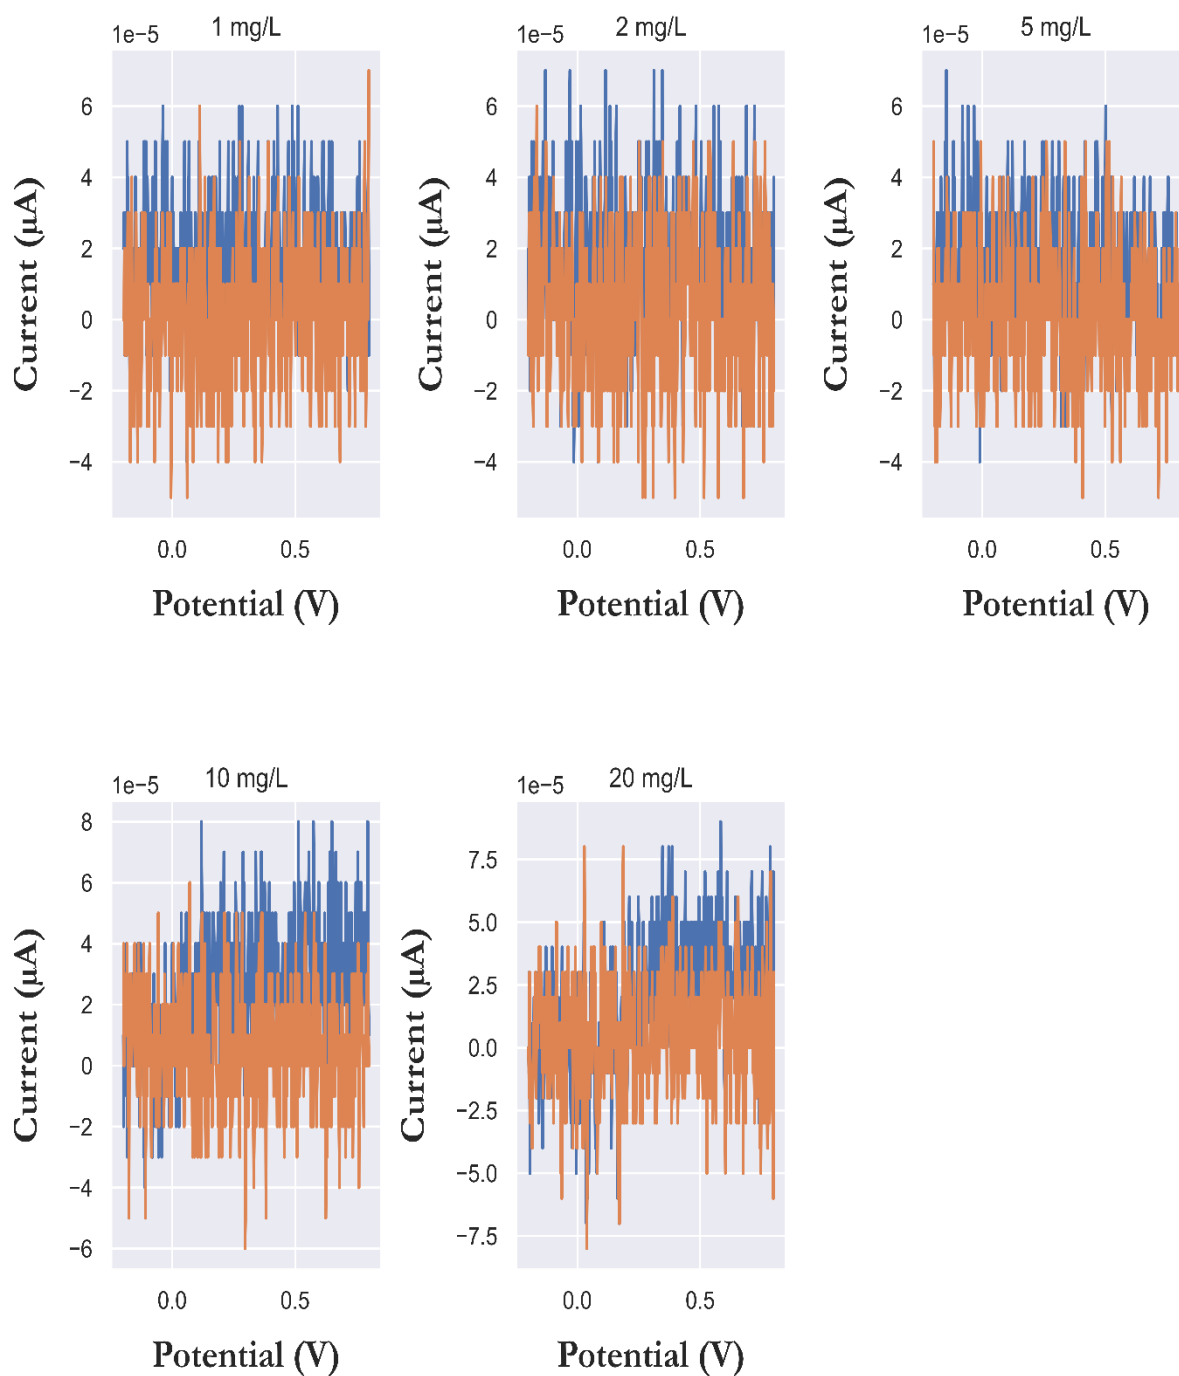 1e−5 1 mg/L
6
4
2
0
−2
−4
0.0 0.5
Current (μA)
Potential (V)
1e−5 2 mg/L
6
4
2
0
−2
−4
0.0 0.5
Current (μA)
Potential (V)
1e−5 5 mg/L
6
4
2
0
−2
−4
0.0 0.5
Current (μA)
Potential (V)
1e−5 10 mg/L
8
6
4
2
0
−2
−4
−6
0.0 0.5
Current (μA)
Potential (V)
1e−5 20 mg/L
7.5
5.0
2.5
0.0
−2.5
−5.0
−7.5
0.0 0.5
Current (μA)
Potential (V)